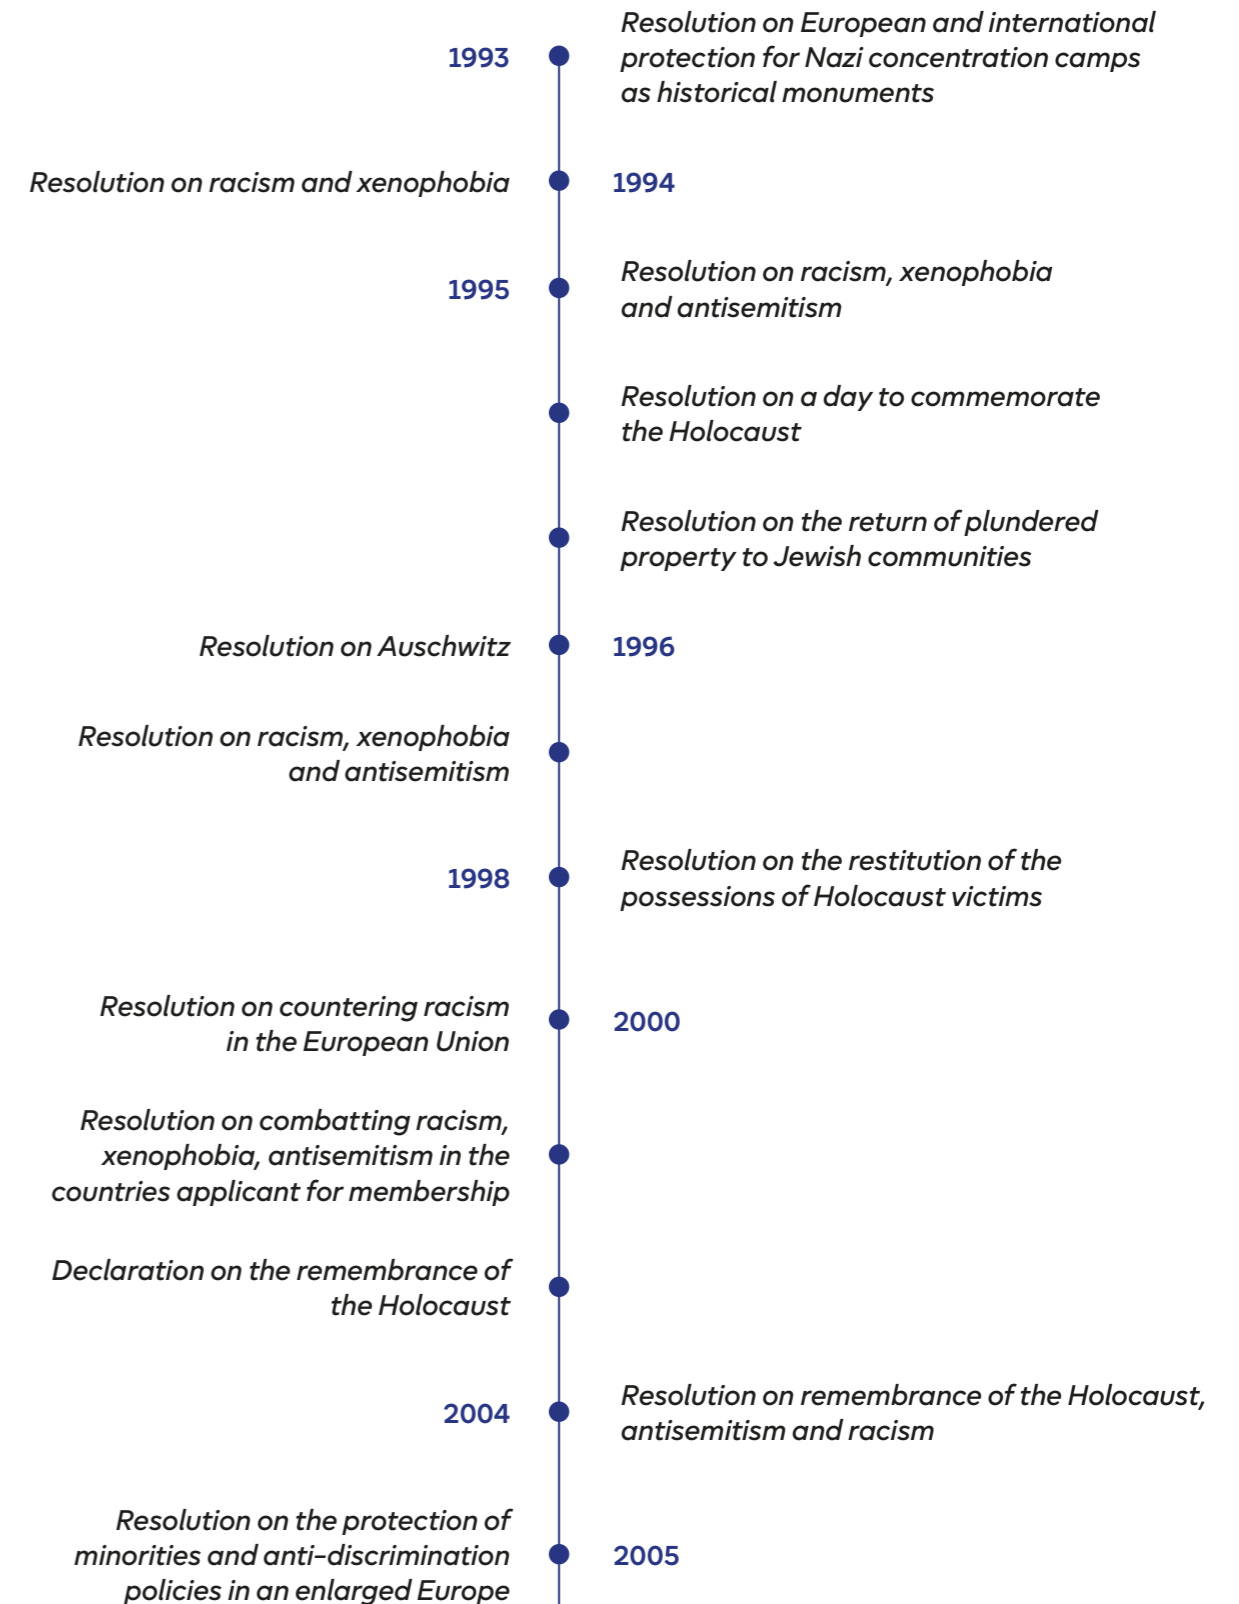 1993
Resolution on European and international
protection for Nazi concentration camps
as historical monuments
Resolution on racism and xenophobia
1994
1995
Resolution on racism, xenophobia
and antisemitism
Resolution on a day to commemorate
the Holocaust
Resolution on the return of plundered
property to Jewish communities
Resolution on Auschwitz
1996
Resolution on racism, xenophobia
and antisemitism
1998
Resolution on the restitution of the
possessions of Holocaust victims
Resolution on countering racism
in the European Union
2000
Resolution on combatting racism,
xenophobia, antisemitism in the
countries applicant for membership
Declaration on the remembrance of
the Holocaust
2004
Resolution on remembrance of the Holocaust,
antisemitism and racism
Resolution on the protection of
minorities and anti-discrimination
policies in an enlarged Europe
2005